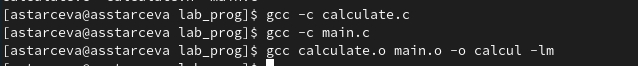 [astarceva@asstarceva lab_prog]$ gcc -c calculate.c
[astarceva@asstarceva lab_prog]$ gcc -c main.c
[astarceva@asstarceva lab_prog]$ gcc calculate.o main.o -o calcul -lm
[astarceva@asstarceva lab_prog]$